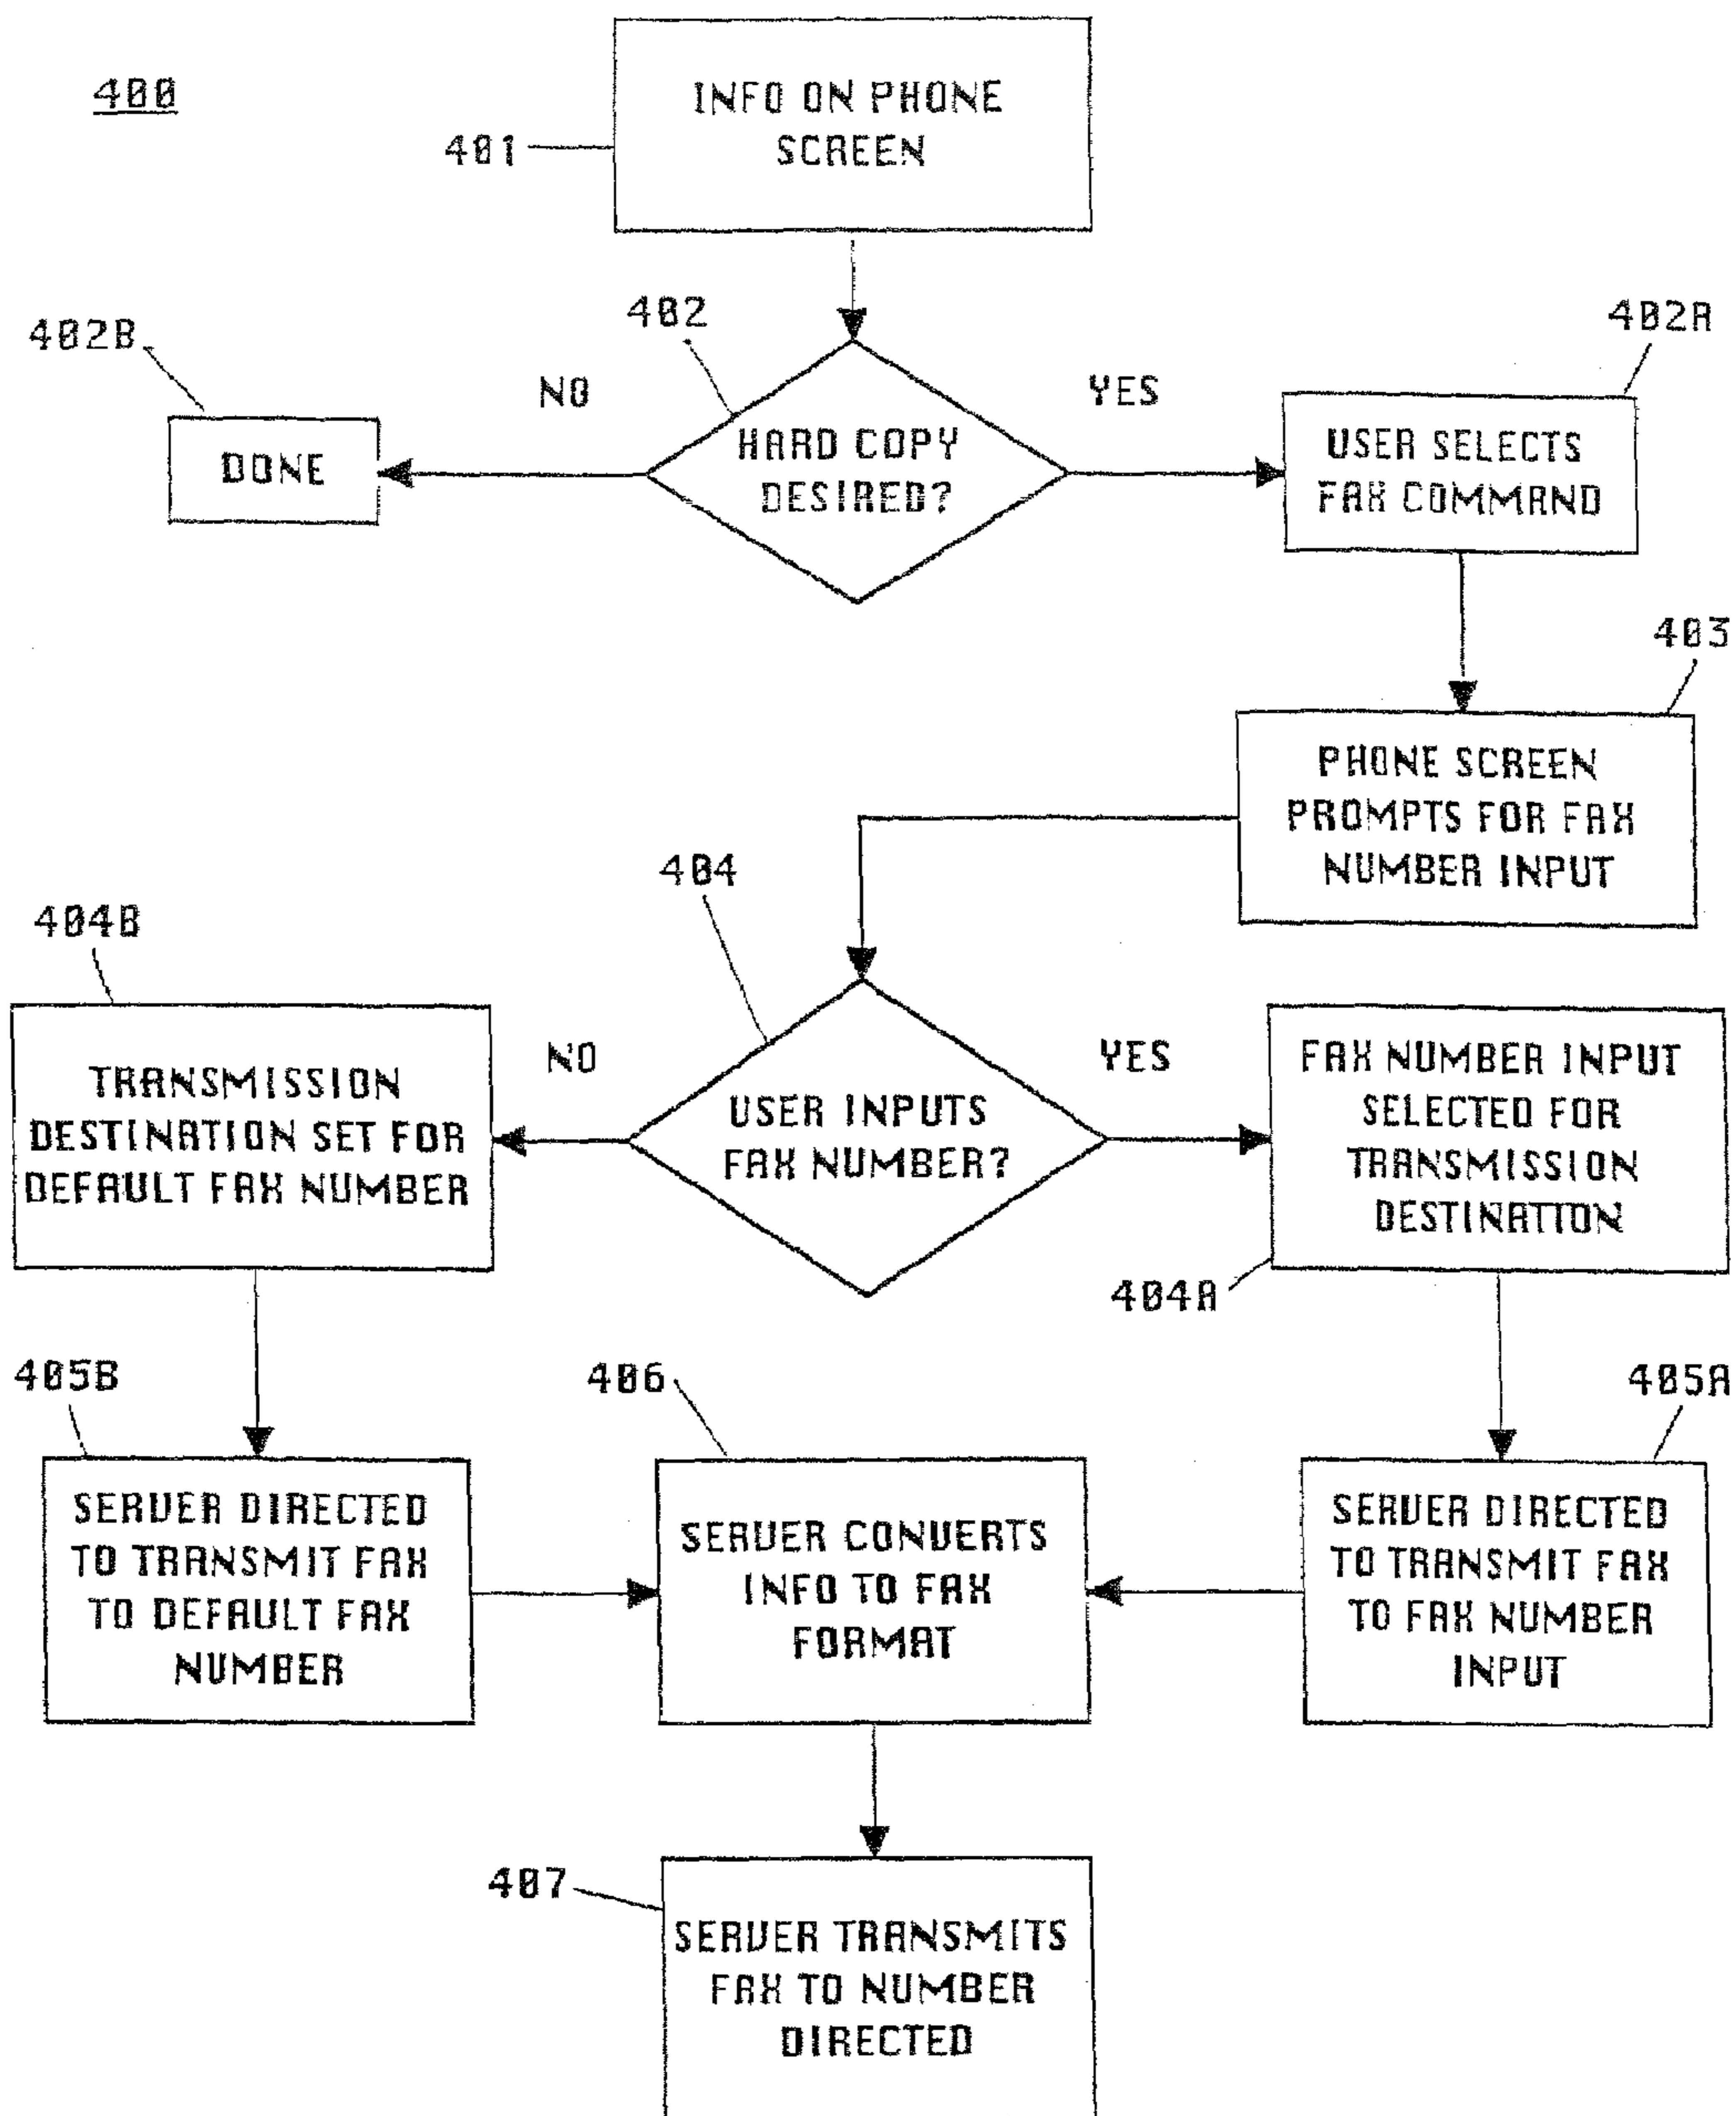 400
INFO ON PHONE
SCREEN
401
402
402A
402B
NO
YES
DONE
HARD COPY
DESIRED?
USER SELECTS
FAX COMMAND
403
PHONE SCREEN
PROMPTS FOR FAX
NUMBER INPUT
404
404B
NO
YES
TRANSMISSION
DESTINATION SET FOR
DEFAULT FAX NUMBER
USER INPUTS
FAX NUMBER?
FAX NUMBER INPUT
SELECTED FOR
TRANSMISSION
DESTINATION
404A
405B
406
405A
SERVER DIRECTED
TO TRANSMIT FAX
TO DEFAULT FAX
NUMBER
SERVER CONVERTS
INFO TO FAX
FORMAT
SERVER DIRECTED
TO TRANSMIT FAX
TO FAX NUMBER
INPUT
407
SERVER TRANSMITS
FAX TO NUMBER
DIRECTED